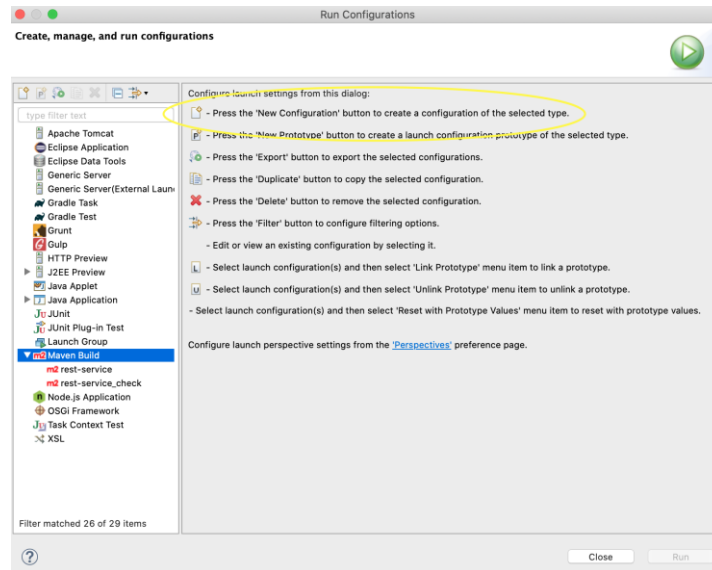 Run Configurations
Create, manage, and run configurations
type filter text
Apache Tomcat
Eclipse Application
Eclipse Data Tools
Generic Server
Generic Server(External Laun
Gradle Task
Gradle Test
Grunt
Gulp
HTTP Preview
J2EE Preview
Java Applet
Java Application
Ju JUnit
JUnit Plug-in Test
Launch Group
m2 Maven Build
m2 rest-service
m2 rest-service_check
Node.js Application
OSGi Framework
Task Context Test
XSL
Filter matched 26 of 29 items
Configure launch settings from this dialog:
- Press the 'New Configuration' button to create a configuration of the selected type.
P - Press the 'New Prototype' button to create a launch configuration prototype of the selected type.
- Press the 'Export' button to export the selected configurations.
- Press the 'Duplicate' button to copy the selected configuration.
- Press the 'Delete' button to remove the selected configuration.
- Press the 'Filter' button to configure filtering options.
- Edit or view an existing configuration by selecting it.
L - Select launch configuration(s) and then select 'Link Prototype' menu item to link a prototype.
U - Select launch configuration(s) and then select 'Unlink Prototype' menu item to unlink a prototype.
- Select launch configuration(s) and then select 'Reset with Prototype Values' menu item to reset with prototype values.
Configure launch perspective settings from the 'Perspectives' preference page.
?
Close
Run